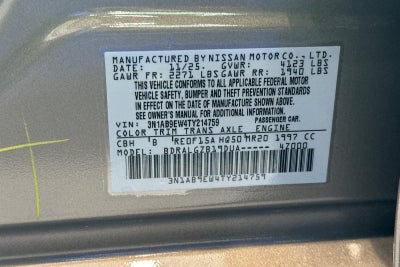 MANUFACTURED BY NISSAN MOTOR CO., LTD.
DATE: 11/25. GVWR: 4123 LBS
GAWR FR: 2271 LBS GAWR RR: 1940 LBS
THIS VEHICLE CONFORMS TO ALL APPLICABLE FEDERAL MOTOR
VEHICLE SAFETY, BUMPER AND THEFT PREVENTION STANDARDS
IN EFFECT ON THE DATE OF MANUFACTURE SHOWN ABOVE.
SEE OWNER'S MANUAL FOR ADDITIONAL INFORMATION
VIN: 3N1AB9EW4TY214759 PASSENGER CAR
COLOR TRIM TRANS AXLE ENGINE
CBH B RE0F15A HQ50 MR20 1997 CC
MODEL: BDRALGZB19DUA----- 47000
3N1AB9EW4TY214759